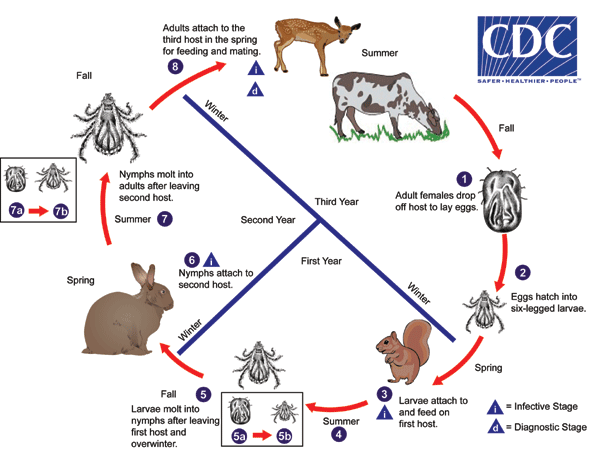 Adults attach to the
third host in the spring
for feeding and mating.
8
i
d
Summer
CDC
SAFER • HEALTHIER • PEOPLE™
Fall
Winter
Fall
1
Adult females drop
off host to lay eggs.
Nymphs molt into
adults after leaving
second host.
7a
7b
Summer 7
Third Year
Second Year
First Year
6 i
Nymphs attach to
second host.
2
Eggs hatch into
six-legged larvae.
Spring
Winter
Winter
Spring
Fall 5
Larvae molt into
nymphs after leaving
first host and
overwinter.
5a
5b
Summer
4
3
i
Larvae attach to
and feed on
first host.
i = Infective Stage
d = Diagnostic Stage